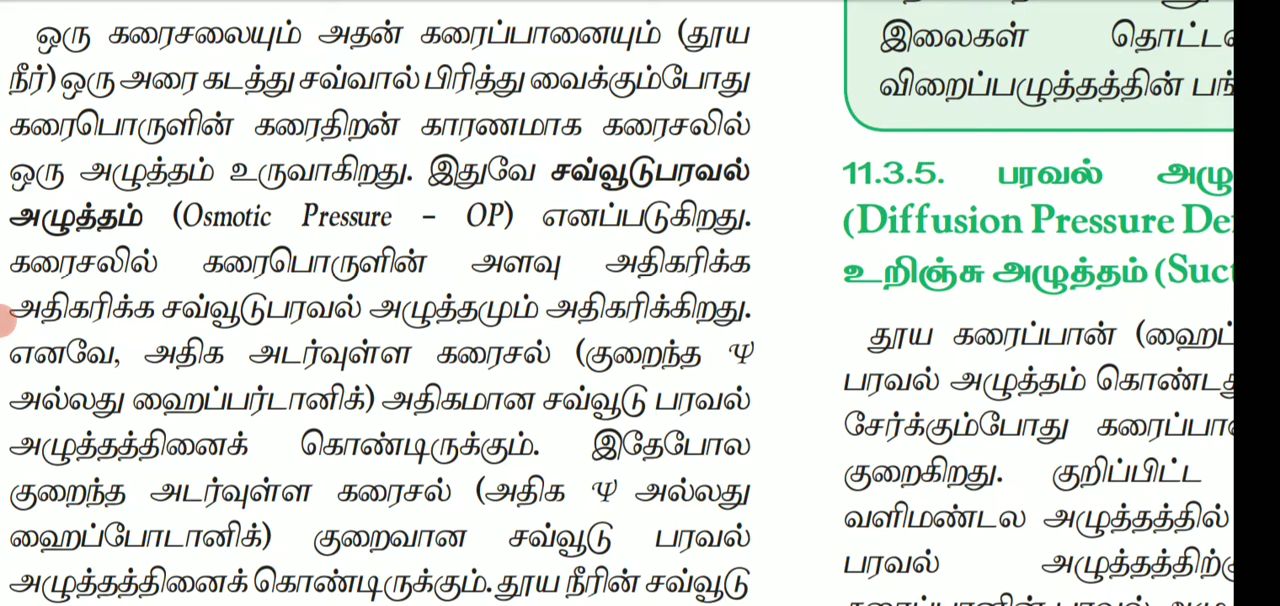 ஒரு கரைசலையும் அதன் கரைப்பானையும் (தூய
நீர்) ஒரு அரை கடத்து சவ்வால் பிரித்து வைக்கும்போது
கரைபொருளின் கரைதிறன் காரணமாக கரைசலில்
ஒரு அழுத்தம் உருவாகிறது. இதுவே சவ்வூடுபரவல்
அழுத்தம் (Osmotic Pressure – OP) எனப்படுகிறது.
கரைசலில் கரைபொருளின் அளவு அதிகரிக்க
அதிகரிக்க சவ்வூடுபரவல் அழுத்தமும் அதிகரிக்கிறது.
எனவே, அதிக அடர்வுள்ள கரைசல் (குறைந்த Ψ
அல்லது ஹைப்பர்டானிக்) அதிகமான சவ்வூடு பரவல்
அழுத்தத்தினைக் கொண்டிருக்கும். இதேபோல
குறைந்த அடர்வுள்ள கரைசல் (அதிக Ψ அல்லது
ஹைப்போடானிக்) குறைவான சவ்வூடு பரவல்
அழுத்தத்தினைக் கொண்டிருக்கும். தூய நீரின் சவ்வூடு
இலைகள்
விறைப்பழுத்தத்தின்
11.3.5. பரவல்
(Diffusion Pressure
உறிஞ்சு அழுத்தம்
தூய கரைப்பான்
பரவல் அழுத்தம்
சேர்க்கும்போது
குறைகிறது. குறிப்பிட்ட
வளிமண்டல அழுத்தத்தில்
பரவல்